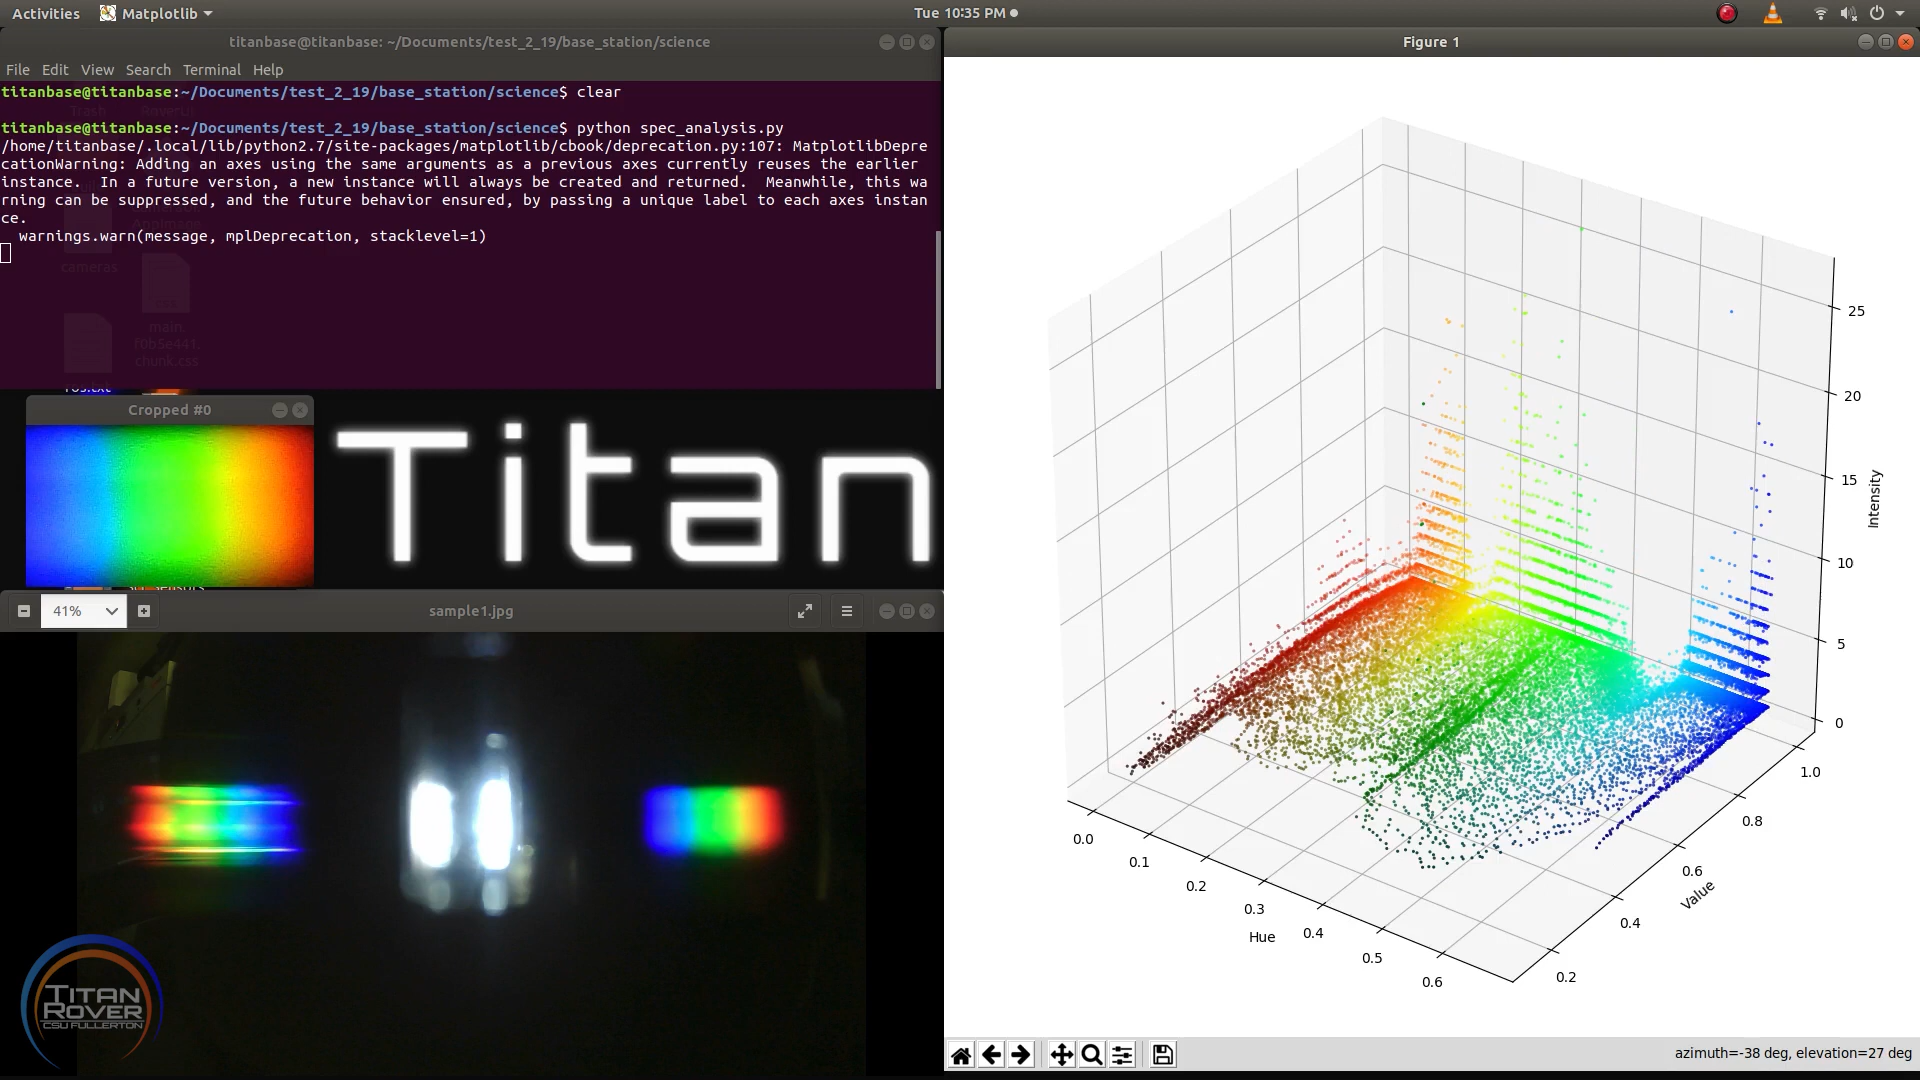 Activities
Matplotlib
Tue 10:35 PM
titanbase@titanbase: ~/Documents/test_2_19/base_station/science
File Edit View Search Terminal Help
titanbase@titanbase:~/Documents/test_2_19/base_station/science$ clear
titanbase@titanbase:~/Documents/test_2_19/base_station/science$ python spec_analysis.py
/home/titanbase/.local/lib/python2.7/site-packages/matplotlib/cbook/deprecation.py:107: MatplotlibDepre
cationWarning: Adding an axes using the same arguments as a previous axes currently reuses the earlier
instance.  In a future version, a new instance will always be created and returned.  Meanwhile, this wa
rning can be suppressed, and the future behavior ensured, by passing a unique label to each axes instan
ce.
  warnings.warn(message, mplDeprecation, stacklevel=1)
Trash
cameras
main
f0b5e441.
chunk.css
Cropped #0
Titan
41%
sample1.jpg
TITAN
ROVER
CSU FULLERTON
Figure 1
25
20
15
10
5
0
Intensity
1.0
0.8
0.6
0.4
0.2
Value
0.0
0.1
0.2
0.3
0.4
0.5
0.6
Hue
azimuth=-38 deg, elevation=27 deg